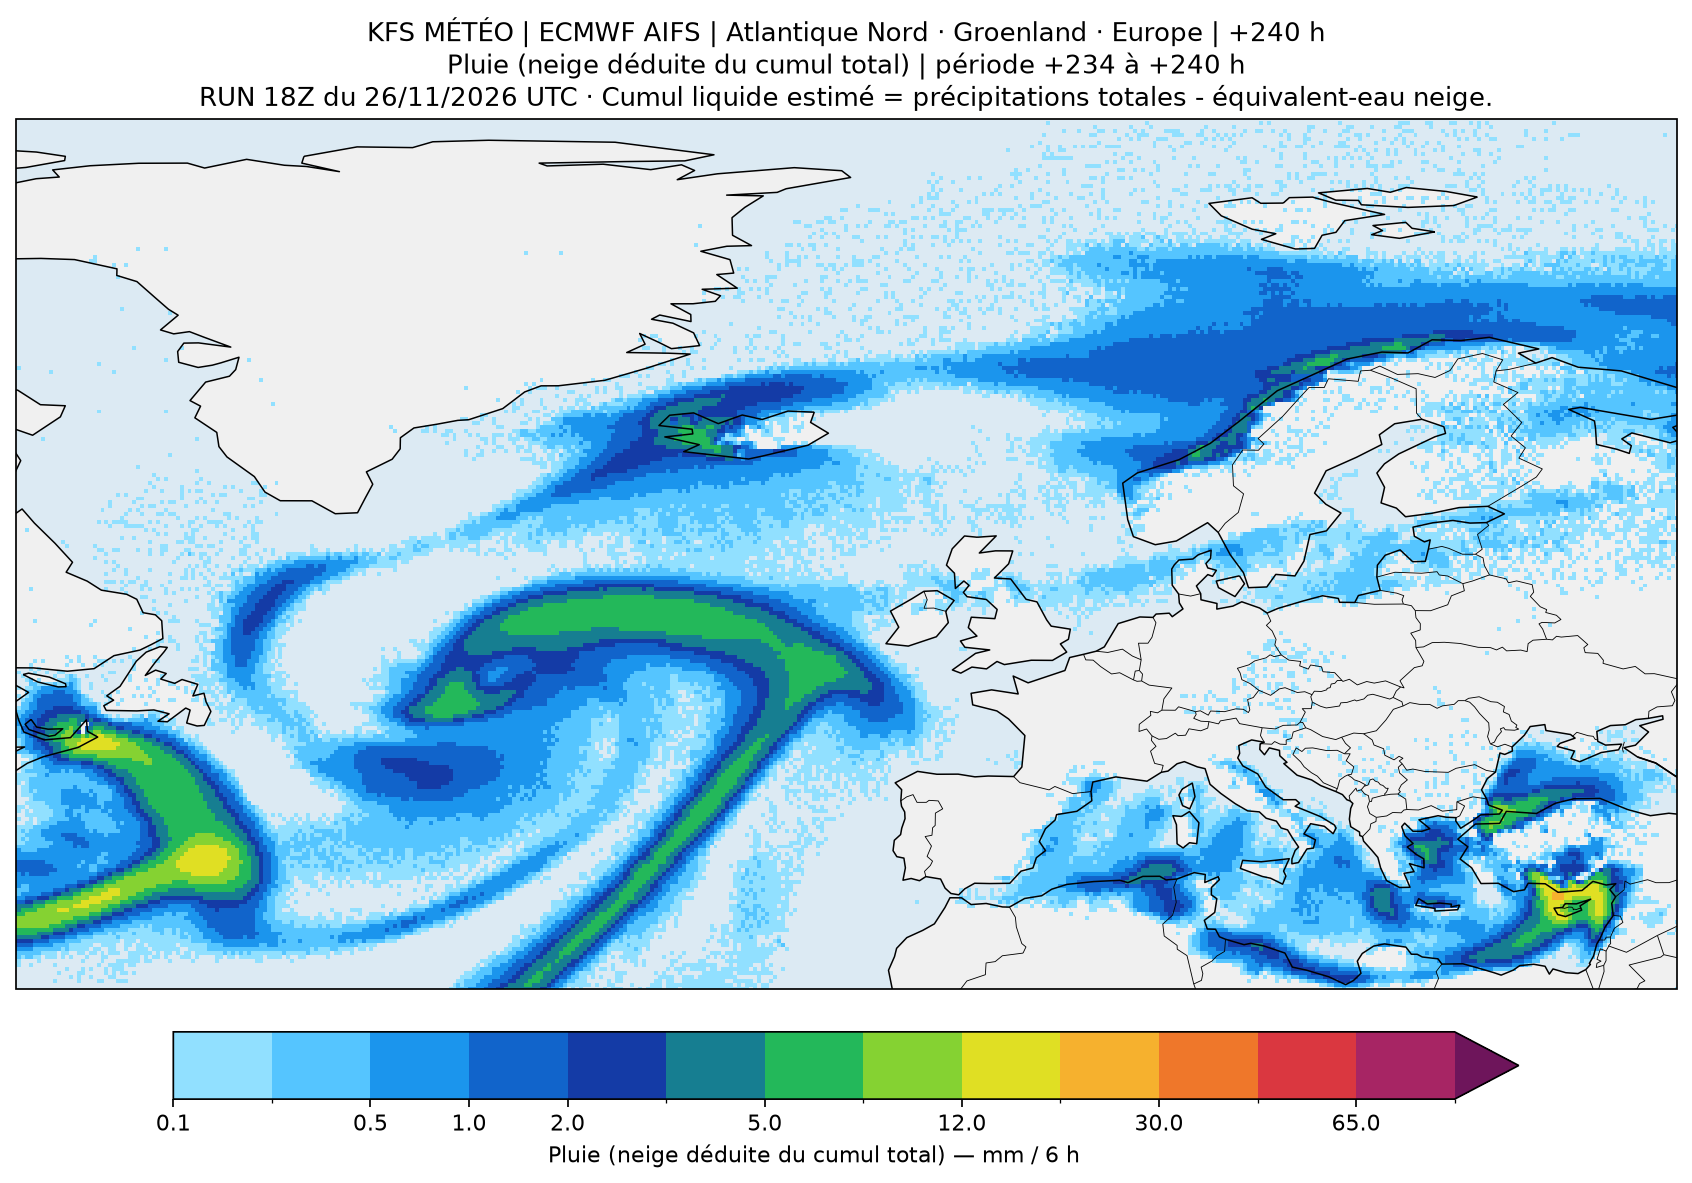 KFS MÉTÉO | ECMWF AIFS | Atlantique Nord · Groenland · Europe | +240 h
Pluie (neige déduite du cumul total) | période +234 à +240 h
RUN 18Z du 26/11/2026 UTC · Cumul liquide estimé = précipitations totales - équivalent-eau neige.
0.1 0.5 1.0 2.0 5.0 12.0 30.0 65.0
Pluie (neige déduite du cumul total) — mm / 6 h